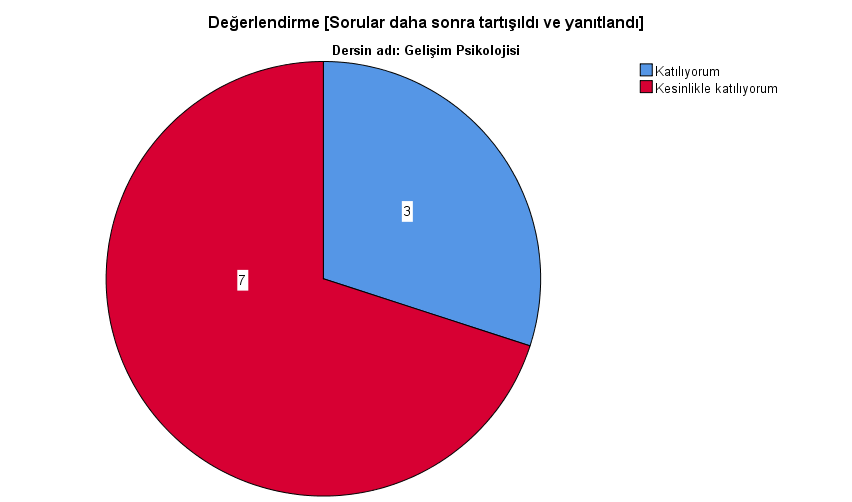 Değerlendirme [Sorular daha sonra tartışıldı ve yanıtlandı]
Dersin adı: Gelişim Psikolojisi
Katılıyorum
Kesinlikle katılıyorum
3
7